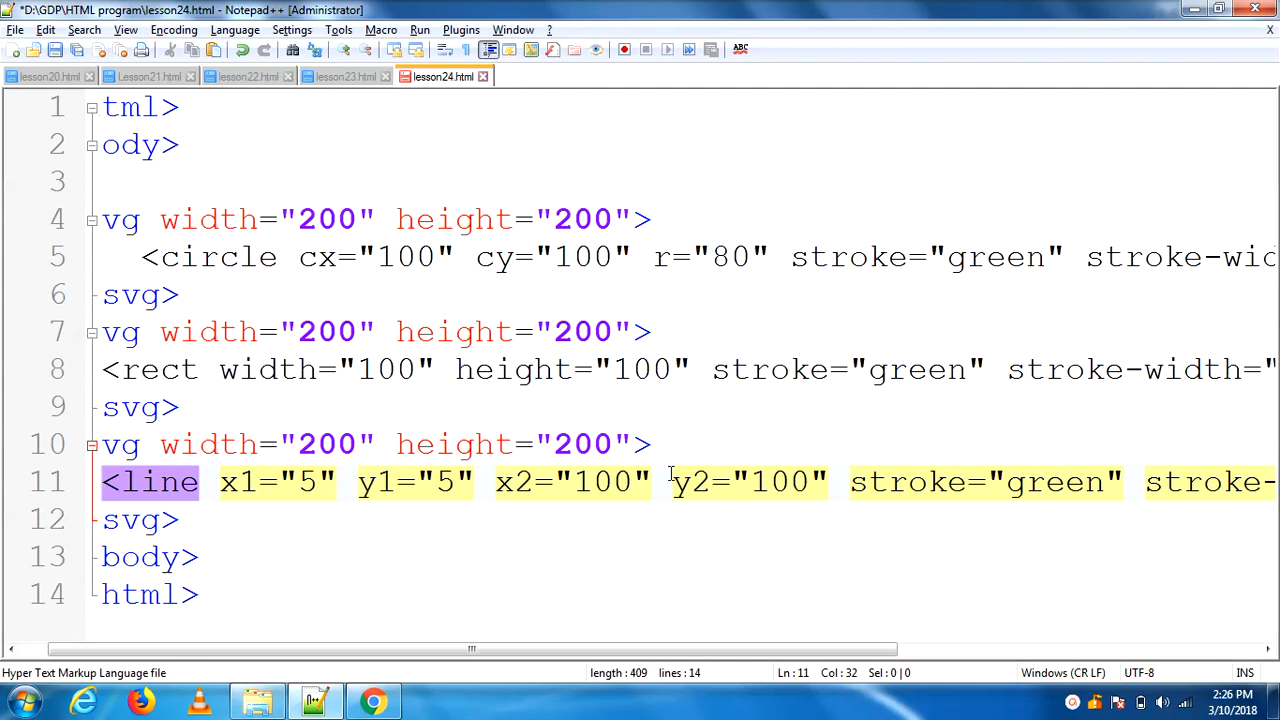 *D:\GDP\HTML program\lesson24.html - Notepad++ [Administrator]
File Edit Search View Encoding Language Settings Tools Macro Run Plugins Window ? X
ABC
lesson20.html Lesson21.html lesson22.html lesson23.html lesson24.html
1 tml>
2 ody>
3
4 vg width="200" height="200">
5 <circle cx="100" cy="100" r="80" stroke="green" stroke-wid
6 svg>
7 vg width="200" height="200">
8 <rect width="100" height="100" stroke="green" stroke-width="
9 svg>
10 vg width="200" height="200">
11 <line x1="5" y1="5" x2="100" y2="100" stroke="green" stroke-
12 svg>
13 body>
14 html>
Hyper Text Markup Language file length : 409 lines : 14 Ln : 11 Col : 32 Sel : 0 | 0 Windows (CR LF) UTF-8 INS
2:26 PM
3/10/2018